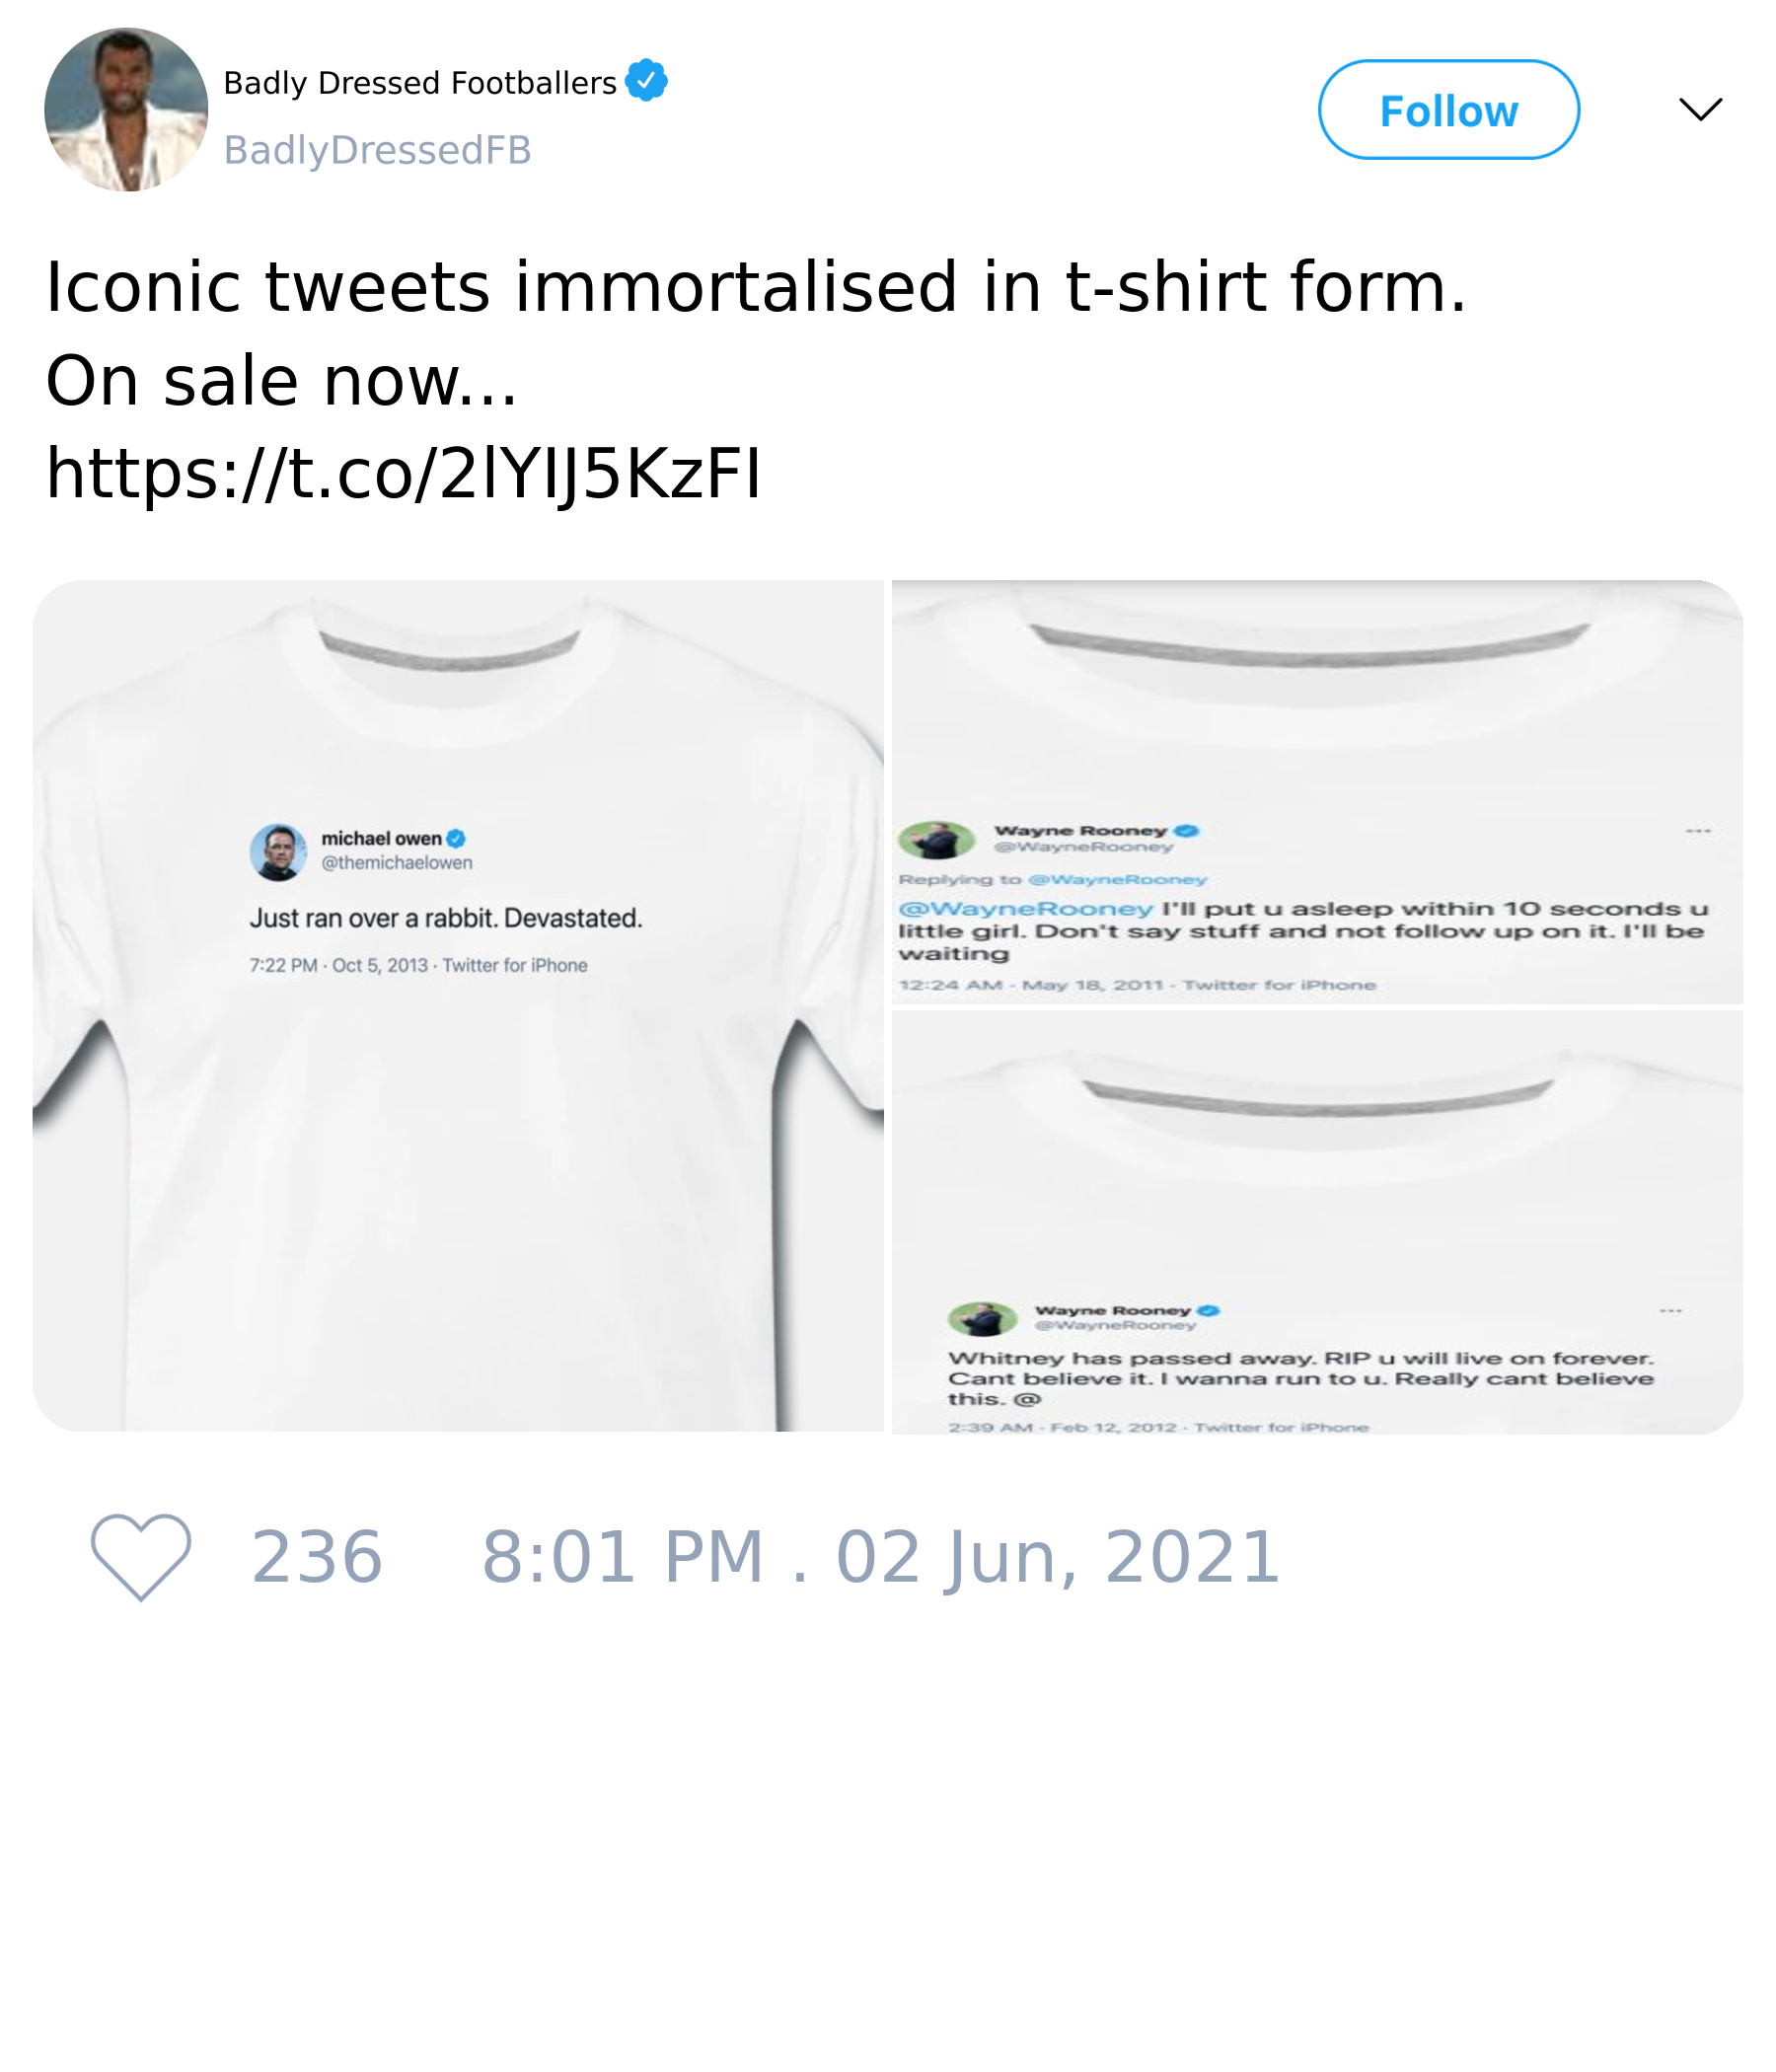 Badly Dressed Footballers
BadlyDressedFB
Follow
Iconic tweets immortalised in t-shirt form.
On sale now...
https://t.co/2lYIJ5KzFI
michael owen
@themichaelowen
Just ran over a rabbit. Devastated.
7:22 PM · Oct 5, 2013 · Twitter for iPhone
Wayne Rooney
@WayneRooney
Replying to @WayneRooney
@WayneRooney I'll put u asleep within 10 seconds u
little girl. Don't say stuff and not follow up on it. I'll be
waiting
12:24 AM · May 18, 2011 · Twitter for iPhone
Wayne Rooney
@WayneRooney
Whitney has passed away. RIP u will live on forever.
Cant believe it. I wanna run to u. Really cant believe
this. @
2:39 AM · Feb 12, 2012 · Twitter for iPhone
236 8:01 PM . 02 Jun, 2021